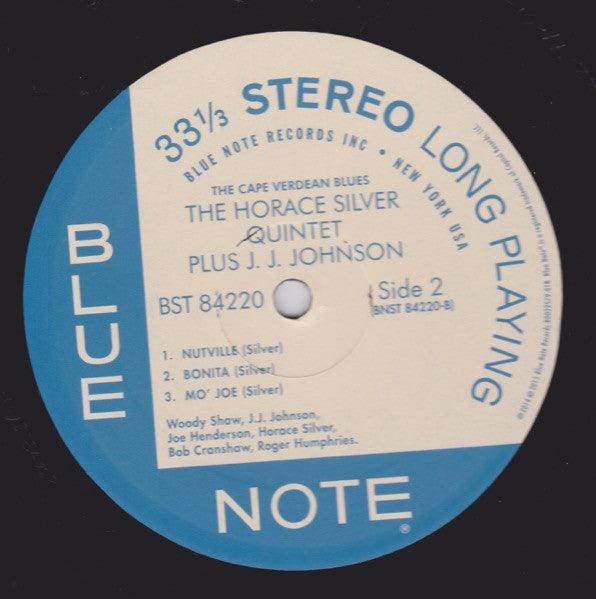 33 1/3 STEREO LONG PLAYING
BLUE NOTE RECORDS INC • NEW YORK USA
THE CAPE VERDEAN BLUES
THE HORACE SILVER
QUINTET
PLUS J. J. JOHNSON
BST 84220
Side 2
(BNST 84220-B)
1. NUTVILLE (Silver)
2. BONITA (Silver)
3. MO' JOE (Silver)
Woody Shaw, J.J. Johnson,
Joe Henderson, Horace Silver,
Bob Cranshaw, Roger Humphries.
BLUE
NOTE®